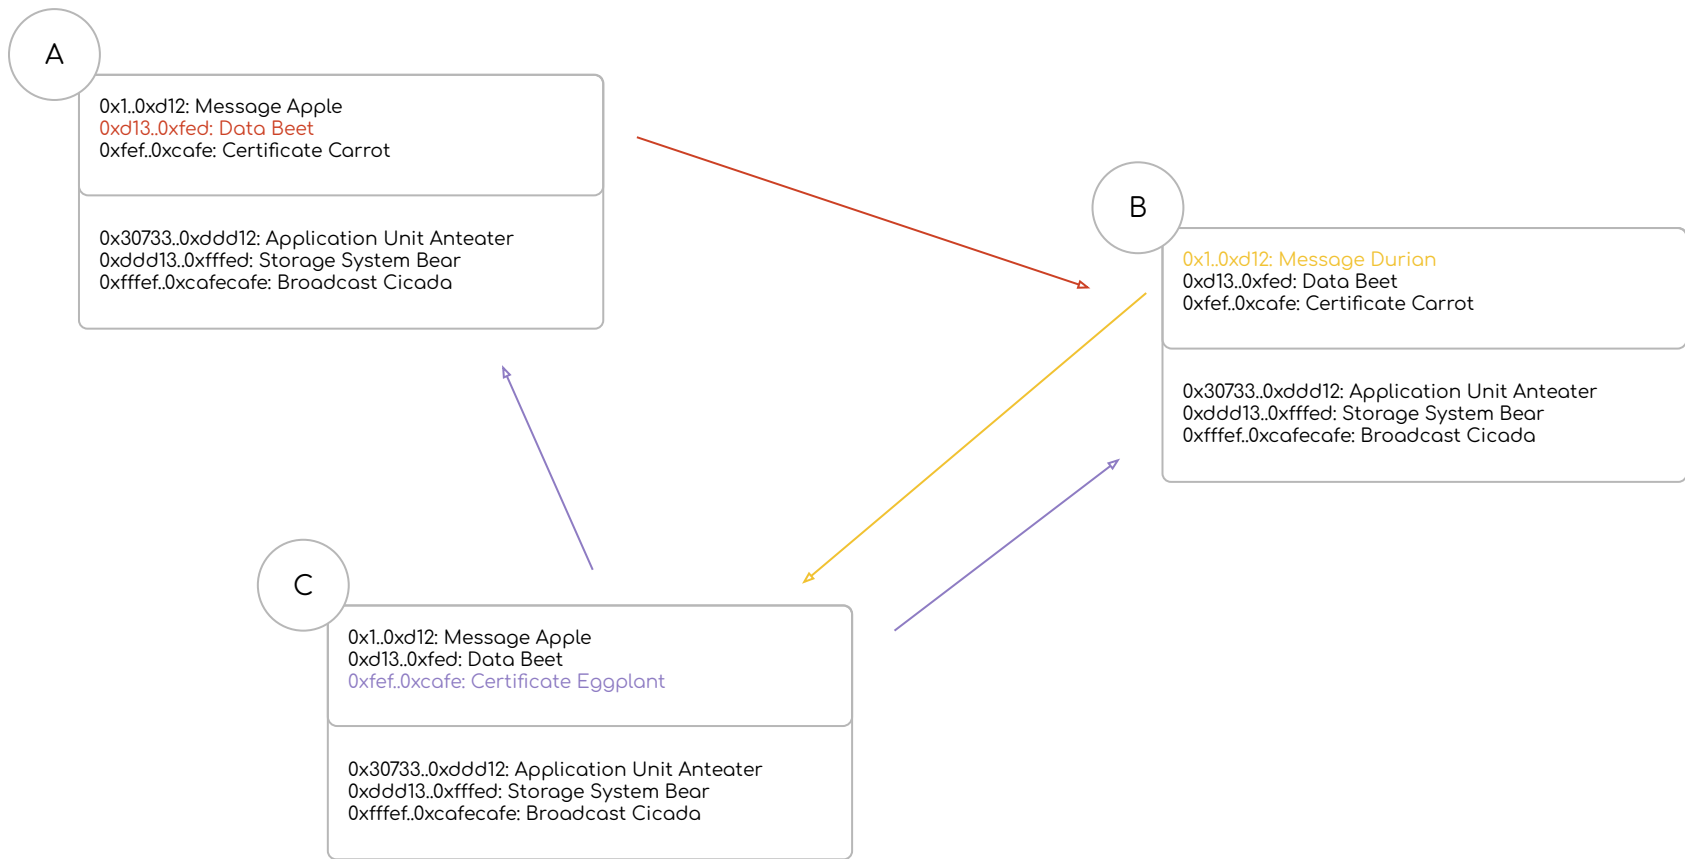 A
0x1..0xd12: Message Apple
0xd13..0xfed: Data Beet
0xfef..0xcafe: Certificate Carrot
0x30733..0xddd12: Application Unit Anteater
0xddd13..0xfffed: Storage System Bear
0xfffef..0xcafecafe: Broadcast Cicada
B
0x1..0xd12: Message Durian
0xd13..0xfed: Data Beet
0xfef..0xcafe: Certificate Carrot
0x30733..0xddd12: Application Unit Anteater
0xddd13..0xfffed: Storage System Bear
0xfffef..0xcafecafe: Broadcast Cicada
C
0x1..0xd12: Message Apple
0xd13..0xfed: Data Beet
0xfef..0xcafe: Certificate Eggplant
0x30733..0xddd12: Application Unit Anteater
0xddd13..0xfffed: Storage System Bear
0xfffef..0xcafecafe: Broadcast Cicada